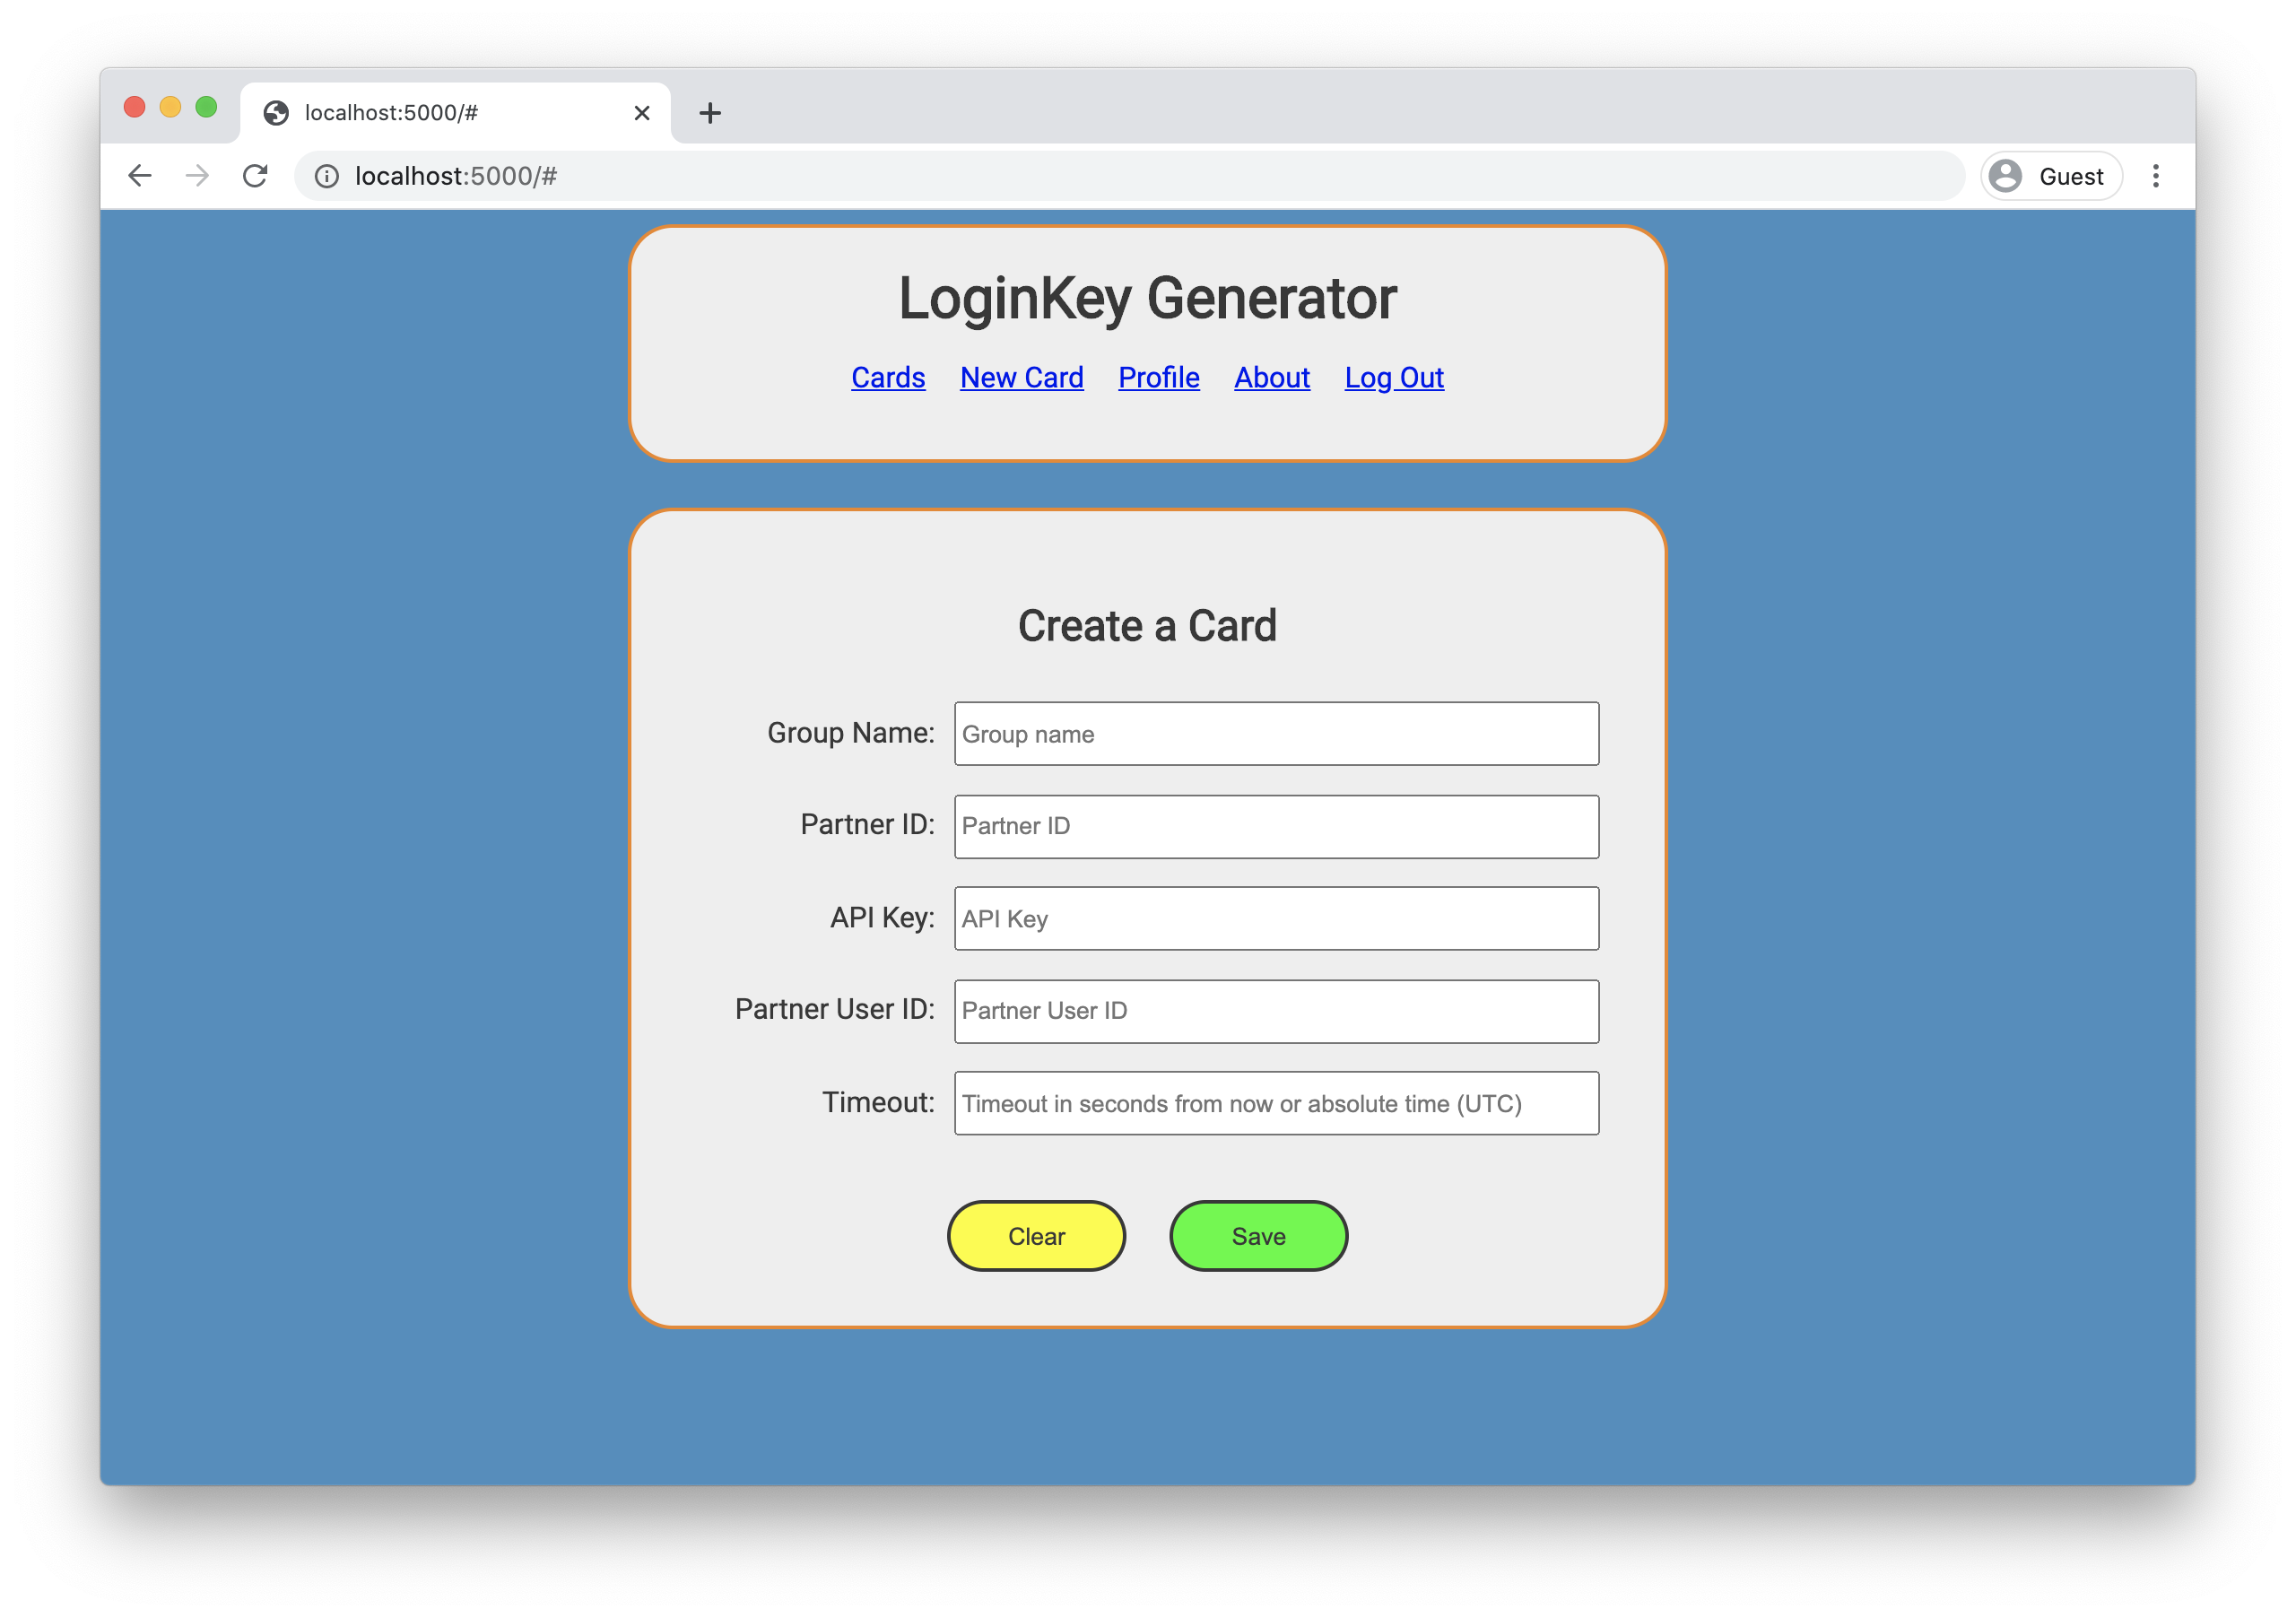 localhost:5000/#
localhost:5000/#
Guest
LoginKey Generator
Cards New Card Profile About Log Out
Create a Card
Group Name: Group name
Partner ID: Partner ID
API Key: API Key
Partner User ID: Partner User ID
Timeout: Timeout in seconds from now or absolute time (UTC)
Clear Save